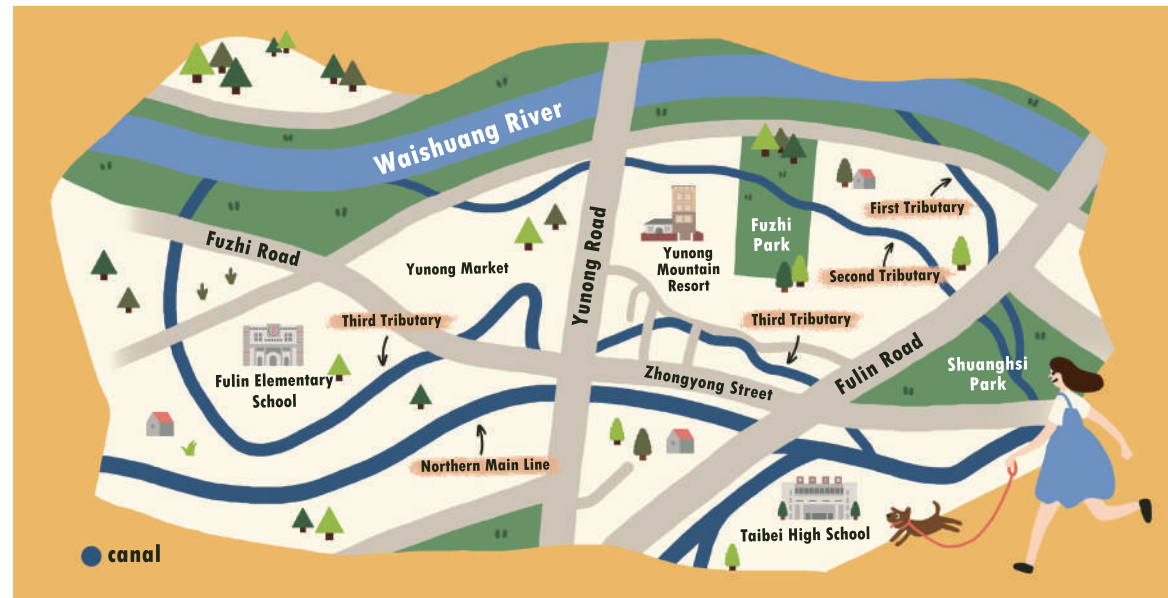 Waishuang River
First Tributary
Fuzhi Road
Yunong Road
Fuzhi
Park
Yunong Market
Yunong
Mountain
Resort
Second Tributary
Third Tributary
Third Tributary
Fulin Road
Shuanghsi
Park
Fulin Elementary
School
Zhongyong Street
Northern Main Line
Taibei High School
canal